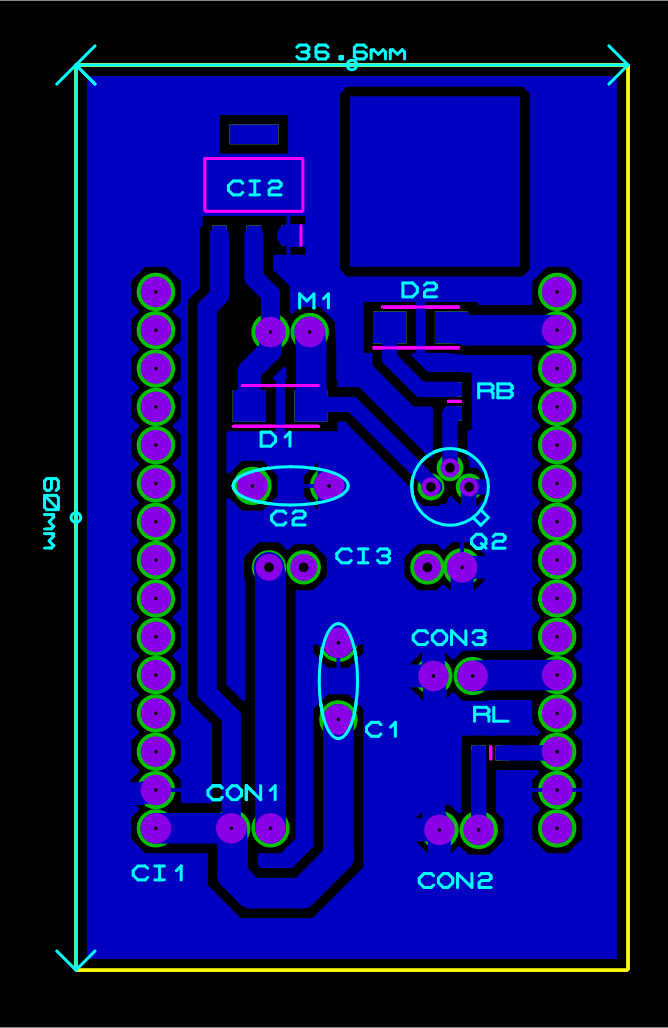 36.6mm
CI2
M1
D2
RB
D1
60mm
C2
Q2
CI3
CON3
RL
C1
CON1
CI1
CON2